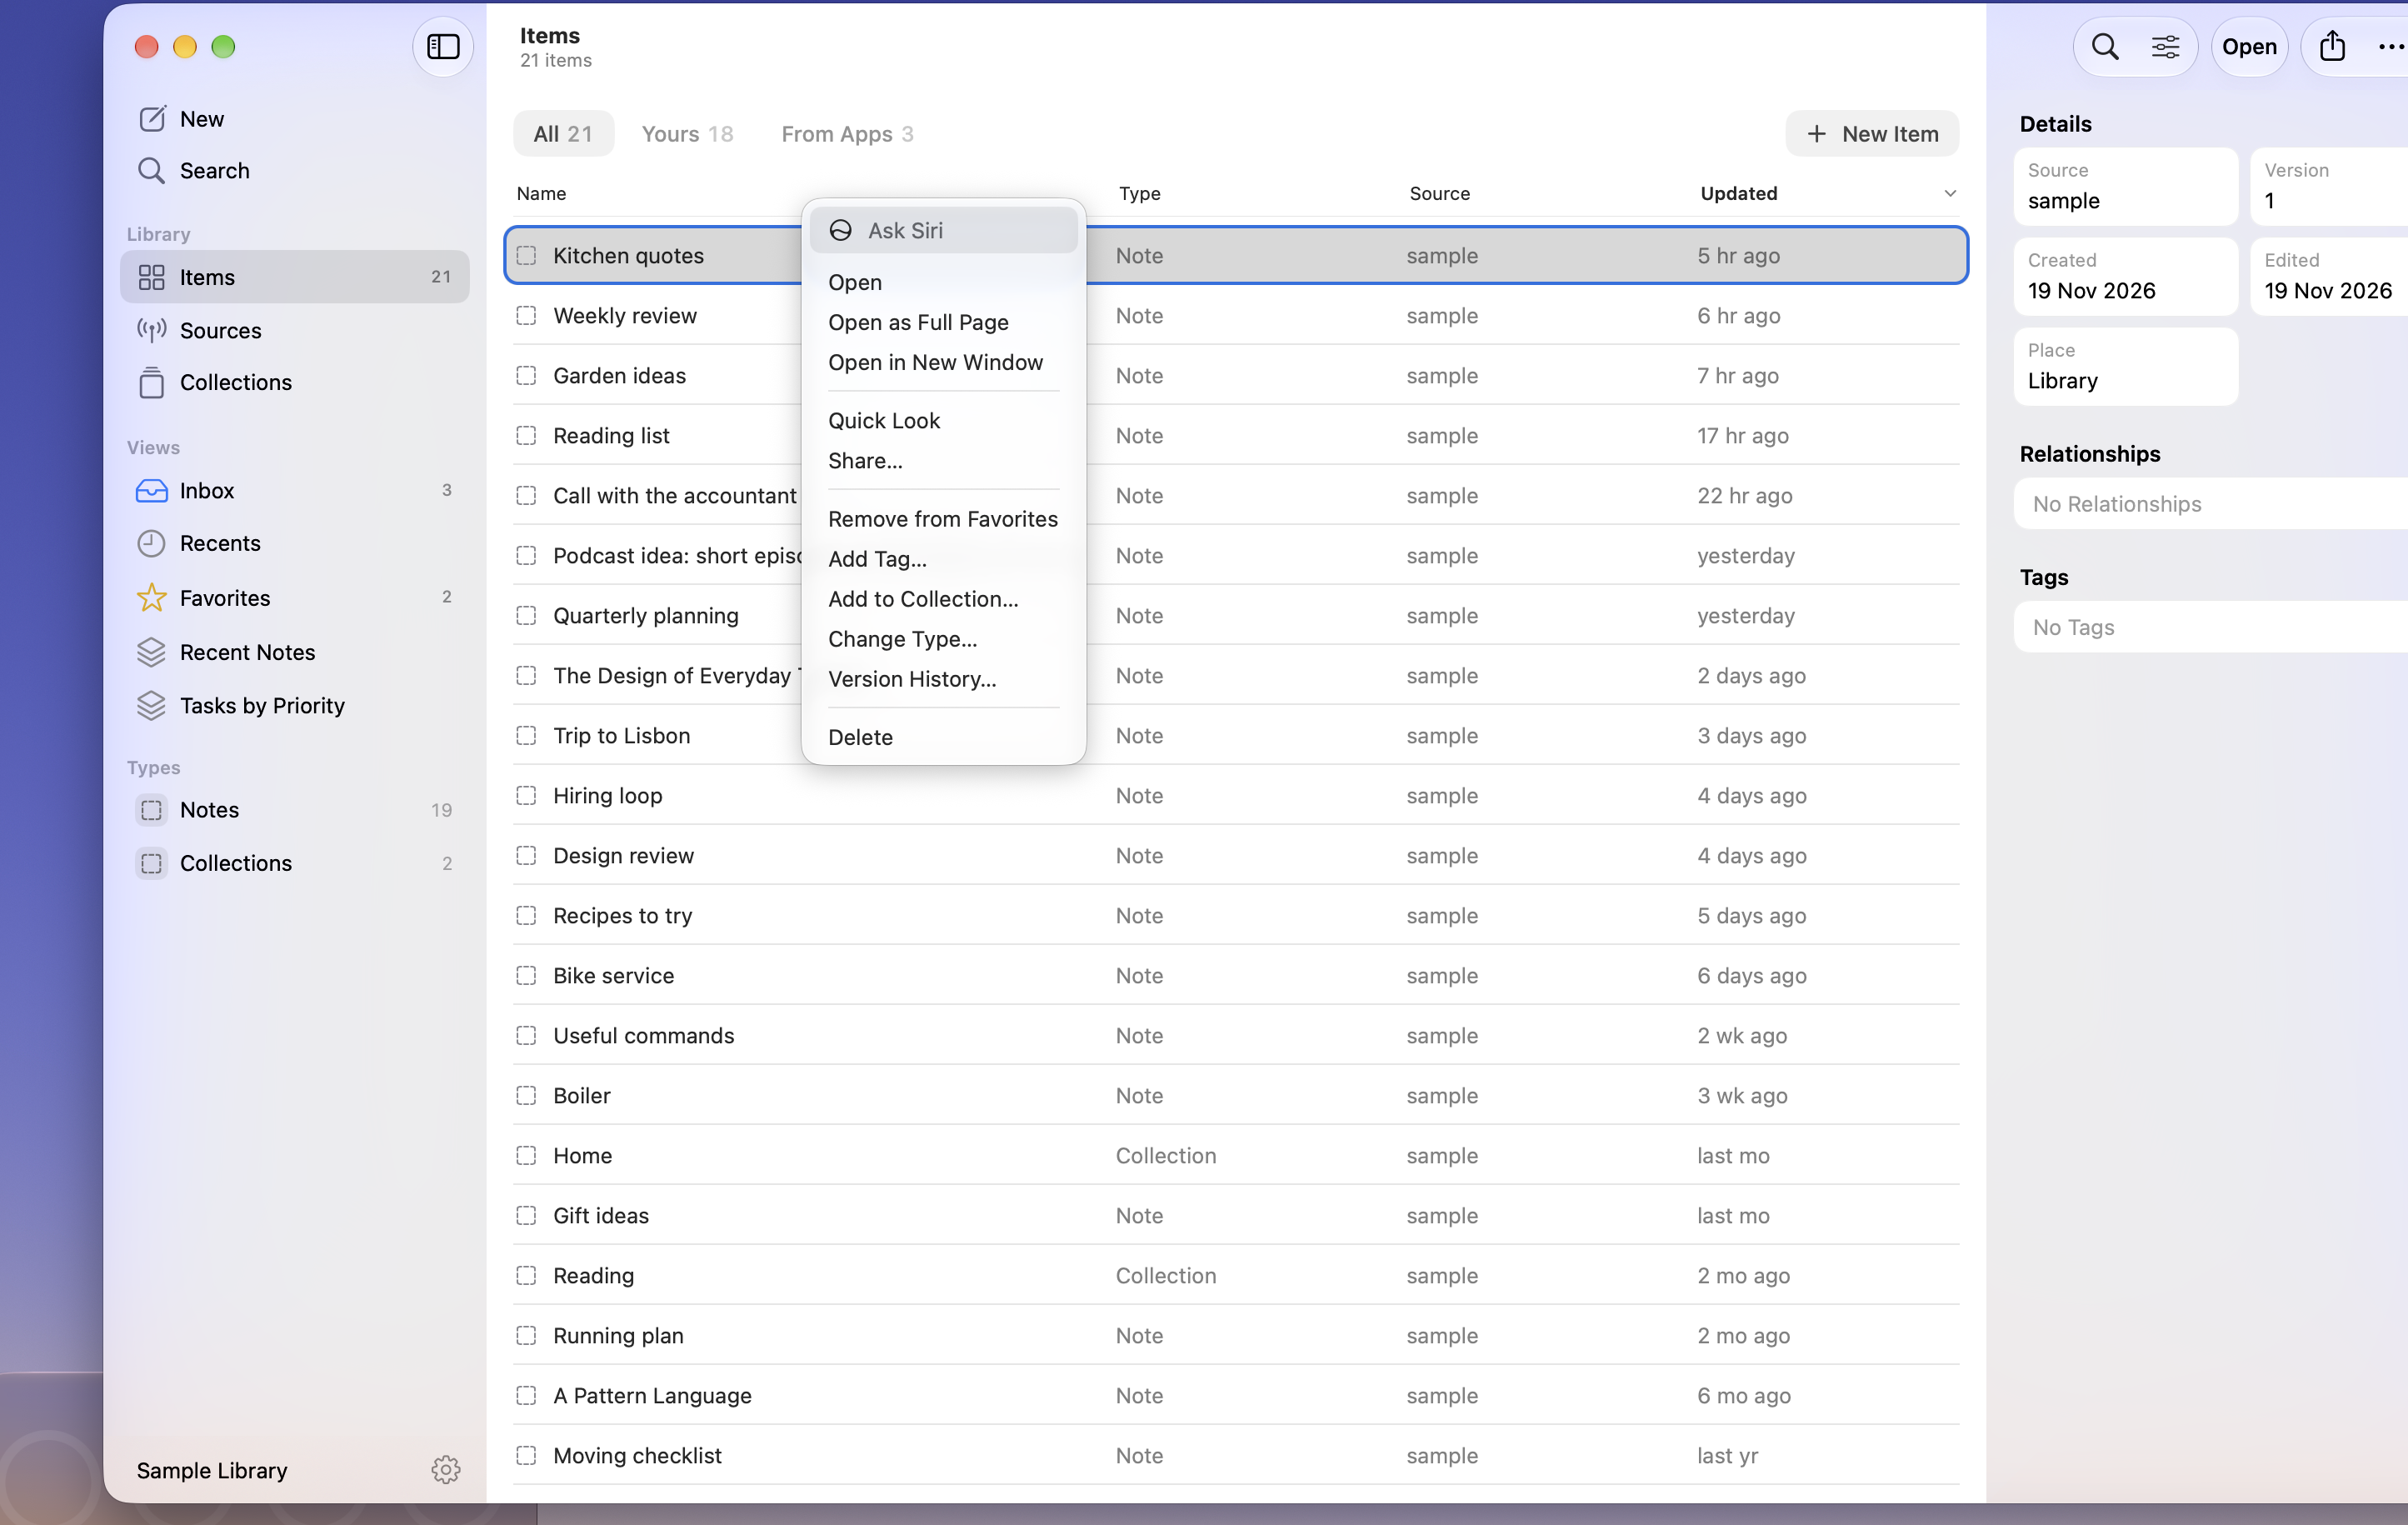 Items
21 items
Open
New
Search
Library
Items 21
Sources
Collections
Views
Inbox 3
Recents
Favorites 2
Recent Notes
Tasks by Priority
Types
Notes 19
Collections 2
Sample Library
All 21 Yours 18 From Apps 3
New Item
Name Type Source Updated
Kitchen quotes Note sample 5 hr ago
Weekly review Note sample 6 hr ago
Garden ideas Note sample 7 hr ago
Reading list Note sample 17 hr ago
Call with the accountant Note sample 22 hr ago
Podcast idea: short Note sample yesterday
Quarterly planning Note sample yesterday
The Design of Everyday Note sample 2 days ago
Trip to Lisbon Note sample 3 days ago
Hiring loop Note sample 4 days ago
Design review Note sample 4 days ago
Recipes to try Note sample 5 days ago
Bike service Note sample 6 days ago
Useful commands Note sample 2 wk ago
Boiler Note sample 3 wk ago
Home Collection sample last mo
Gift ideas Note sample last mo
Reading Collection sample 2 mo ago
Running plan Note sample 2 mo ago
A Pattern Language Note sample 6 mo ago
Moving checklist Note sample last yr
Ask Siri
Open
Open as Full Page
Open in New Window
Quick Look
Share...
Remove from Favorites
Add Tag...
Add to Collection...
Change Type...
Version History...
Delete
Details
Source Version
sample 1
Created Edited
19 Nov 2026 19 Nov 2026
Place
Library
Relationships
No Relationships
Tags
No Tags